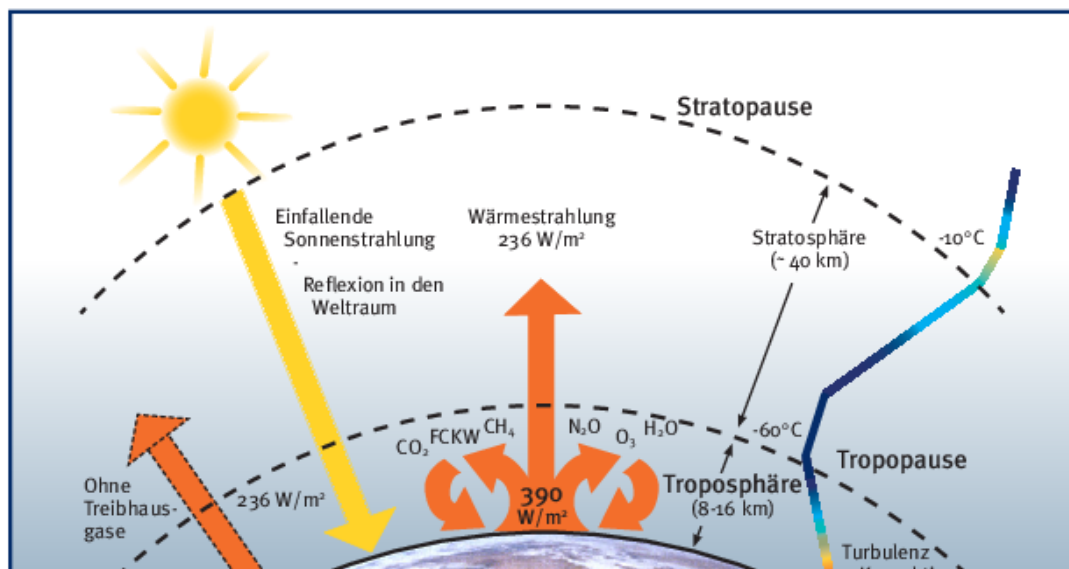 Stratopause
Einfallende
Sonnenstrahlung
-
Reflexion in den
Weltraum
Wärmestrahlung
236 W/m²
Stratosphäre
(~ 40 km)
-10°C
CO₂
FCKW
CH₄
N₂O
O₃
H₂O
-60°C
Tropopause
Ohne
Treibhaus-
gase
236 W/m²
390
W/m²
Troposphäre
(8-16 km)
Turbulenz